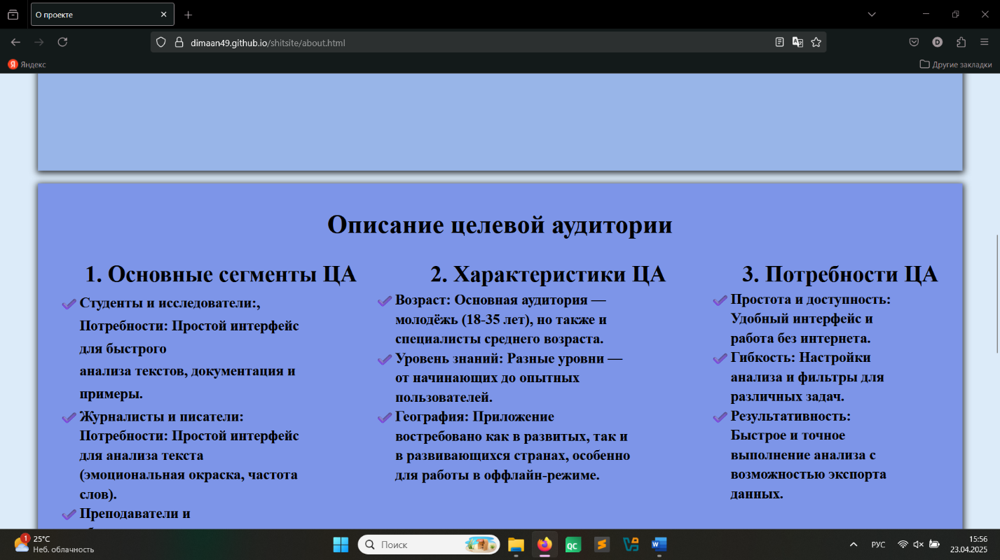 О проекте
dimaan49.github.io/shitsite/about.html
Яндекс
Другие закладки
Описание целевой аудитории
1. Основные сегменты ЦА
Студенты и исследователи:,
Потребности: Простой интерфейс
для быстрого
анализа текстов, документация и
примеры.
Журналисты и писатели:
Потребности: Простой интерфейс
для анализа текста
(эмоциональная окраска, частота
слов).
Преподаватели и
2. Характеристики ЦА
Возраст: Основная аудитория —
молодёжь (18-35 лет), но также и
специалисты среднего возраста.
Уровень знаний: Разные уровни —
от начинающих до опытных
пользователей.
География: Приложение
востребовано как в развитых, так и
в развивающихся странах, особенно
для работы в оффлайн-режиме.
3. Потребности ЦА
Простота и доступность:
Удобный интерфейс и
работа без интернета.
Гибкость: Настройки
анализа и фильтры для
различных задач.
Результативность:
Быстрое и точное
выполнение анализа с
возможностью экспорта
данных.
1
25°C
Неб. облачность
Поиск
QC
РУС
15:56
23.04.2025